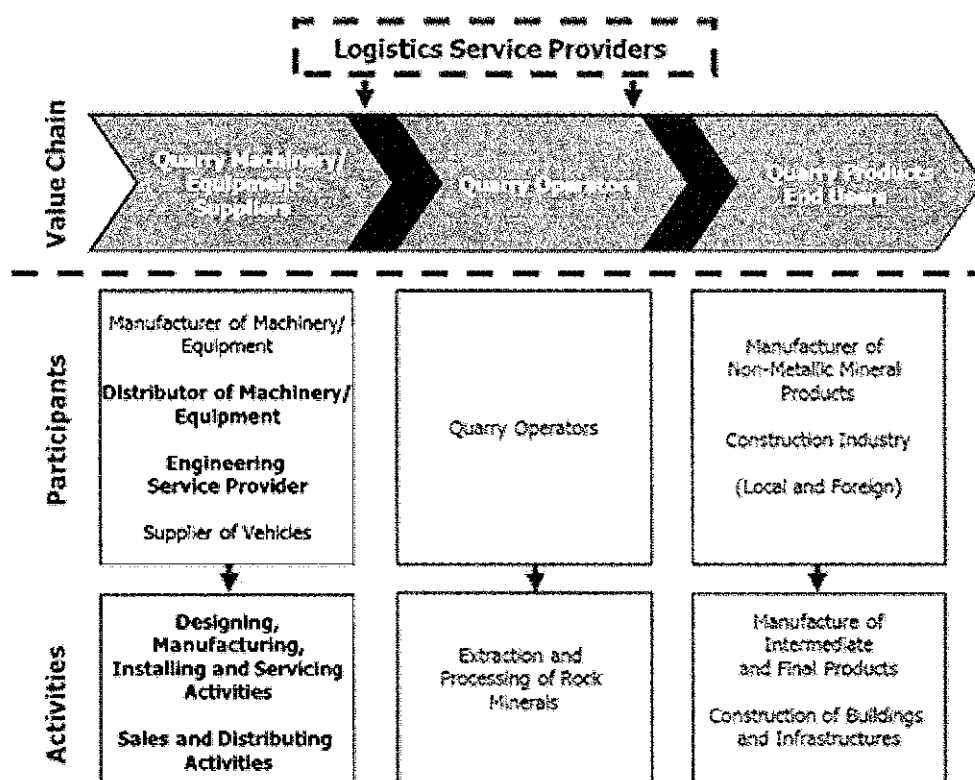 Logistics Service Providers
Value Chain
Quarry Machinery/
Equipment
Suppliers
Quarry Operators
Quarry Products
End Users
Participants
Manufacturer of Machinery/
Equipment
Distributor of Machinery/
Equipment
Engineering
Service Provider
Supplier of Vehicles
Quarry Operators
Manufacturer of
Non-Metallic Mineral
Products
Construction Industry
(Local and Foreign)
Activities
Designing,
Manufacturing,
Installing and Servicing
Activities
Sales and Distributing
Activities
Extraction and
Processing of Rock
Minerals
Manufacture of
Intermediate
and Final Products
Construction of Buildings
and Infrastructures